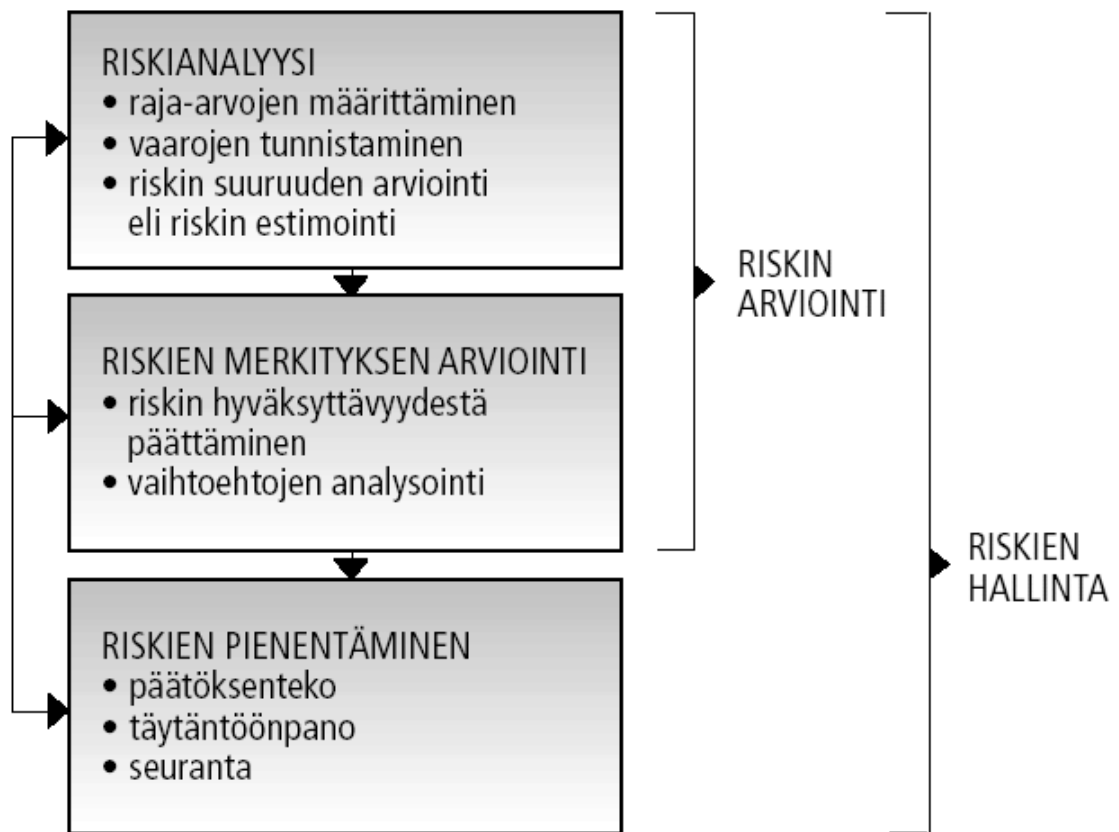 RISKIANALYYSI
• raja-arvojen määrittäminen
• vaarojen tunnistaminen
• riskin suuruuden arviointi
eli riskin estimointi
RISKIEN MERKITYKSEN ARVIOINTI
• riskin hyväksyttävyydestä
päättäminen
• vaihtoehtojen analysointi
RISKIEN PIENENTÄMINEN
• päätöksenteko
• täytäntöönpano
• seuranta
RISKIN
ARVIOINTI
RISKIEN
HALLINTA